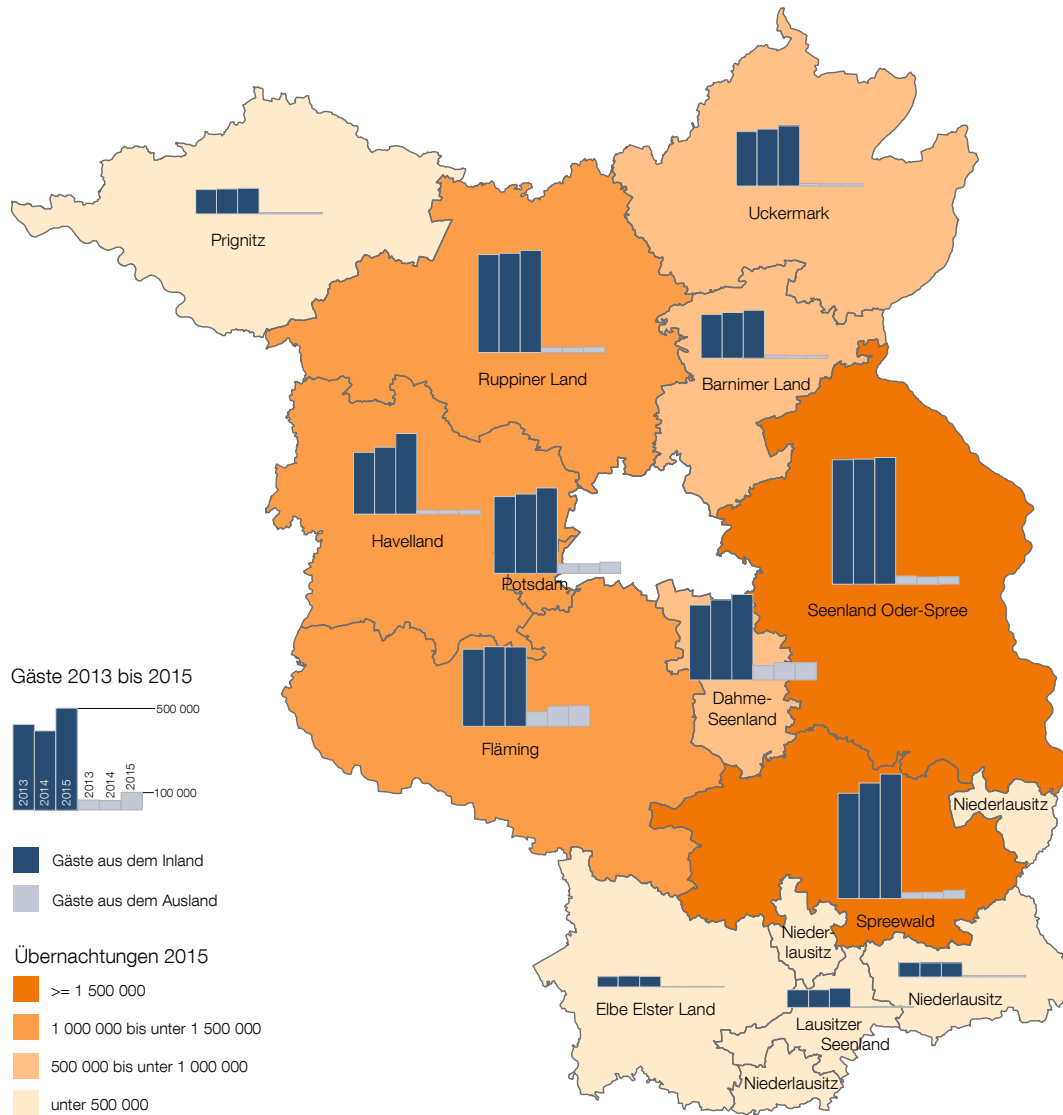 Uckermark
Prignitz
Ruppiner Land
Barnimer Land
Havelland
Potsdam
Seenland Oder-Spree
Gäste 2013 bis 2015
500 000
2013
2014
2015
2013
2014
2015
100 000
Dahme-
Seenland
Fläming
Niederlausitz
Gäste aus dem Inland
Gäste aus dem Ausland
Spreewald
Nieder-
lausitz
Übernachtungen 2015
>= 1 500 000
1 000 000 bis unter 1 500 000
500 000 bis unter 1 000 000
unter 500 000
Elbe Elster Land
Lausitzer
Seenland
Niederlausitz
Niederlausitz